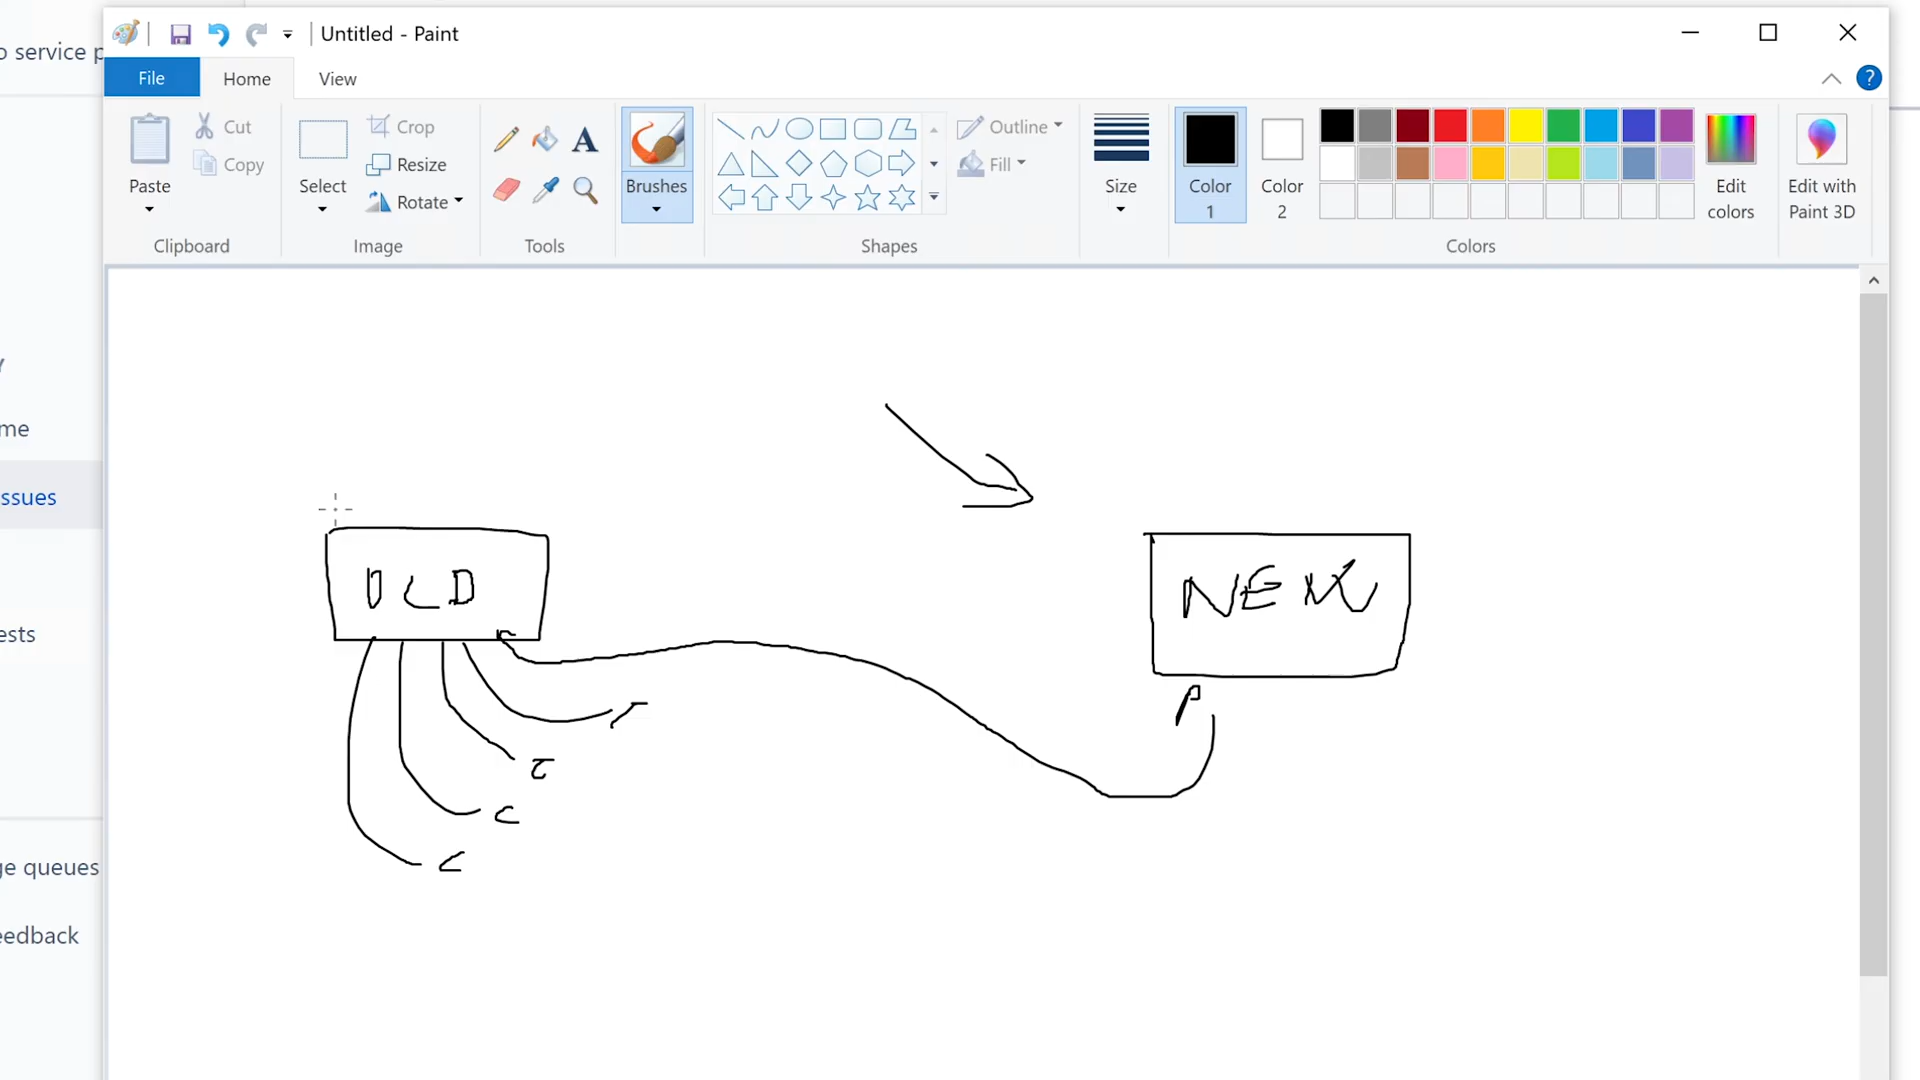 o service p
Untitled - Paint
File Home View
Cut
Copy
Paste
Clipboard
Crop
Resize
Rotate
Select
Image
A
Tools
Brushes
Shapes
Outline
Fill
Size
Color 1
Color 2
Edit colors
Colors
Edit with Paint 3D
?
Y
me
ssues
ests
ge queues
eedback
OLD
NEW
P
C
C